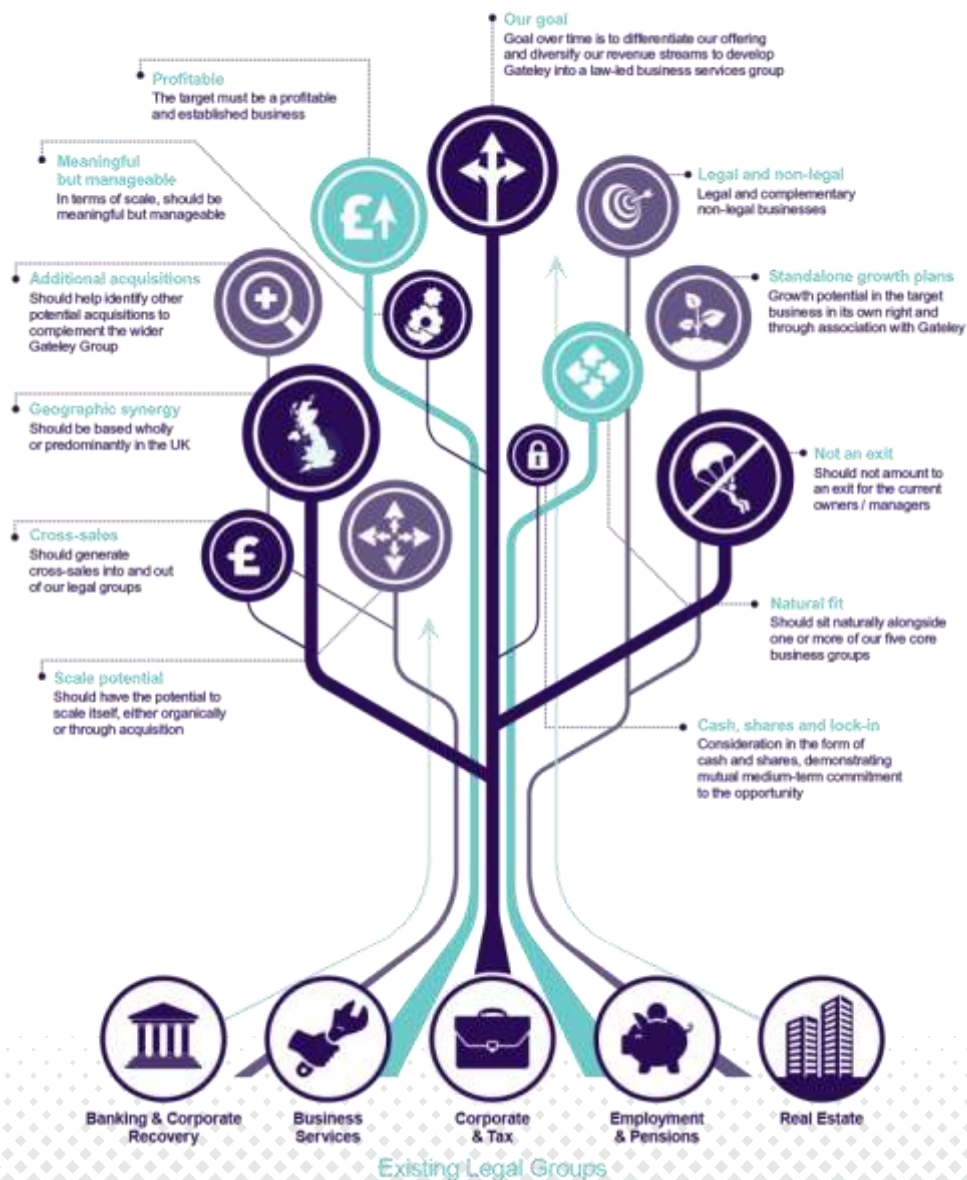 Our goal
Goal over time is to differentiate our offering
and diversify our revenue streams to develop
Gateley into a law-led business services group
Profitable
The target must be a profitable
and established business
Meaningful
but manageable
In terms of scale, should be
meaningful but manageable
Legal and non-legal
Legal and complementary
non-legal businesses
Additional acquisitions
Should help identify other
potential acquisitions to
complement the wider
Gateley Group
Standalone growth plans
Growth potential in the target
business in its own right and
through association with Gateley
Geographic synergy
Should be based wholly
or predominantly in the UK
Not an exit
Should not amount to
an exit for the current
owners / managers
Cross-sales
Should generate
cross-sales into and out
of our legal groups
Natural fit
Should sit naturally alongside
one or more of our five core
business groups
Scale potential
Should have the potential to
scale itself, either organically
or through acquisition
Cash, shares and lock-in
Consideration in the form of
cash and shares, demonstrating
mutual medium-term commitment
to the opportunity
£
£
Banking & Corporate
Recovery
Business
Services
Corporate
& Tax
Employment
& Pensions
Real Estate
Existing Legal Groups